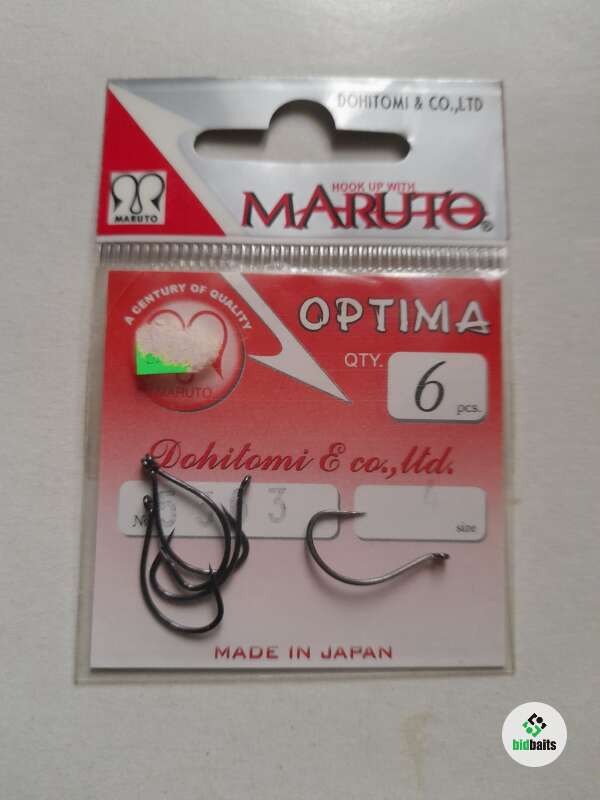 DOHITOMI & CO.,LTD
HOOK UP WITH
MARUTO®
MARUTO
A CENTURY OF QUALITY
MARUTO
OPTIMA
QTY.
6 pcs.
Dohitomi & co.,ltd.
size
MADE IN JAPAN
bidbaits